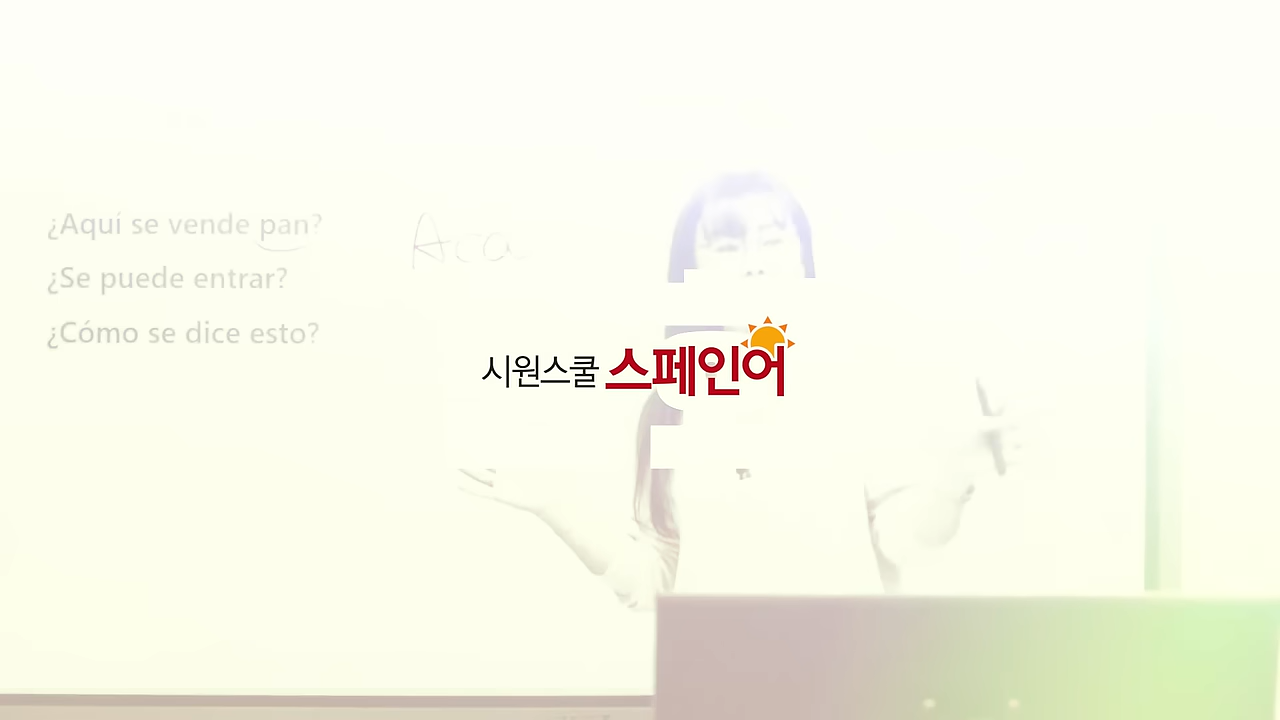 ¿Aquí se vende pan?
¿Se puede entrar?
¿Cómo se dice esto?
Aca
시원스쿨 스페인어